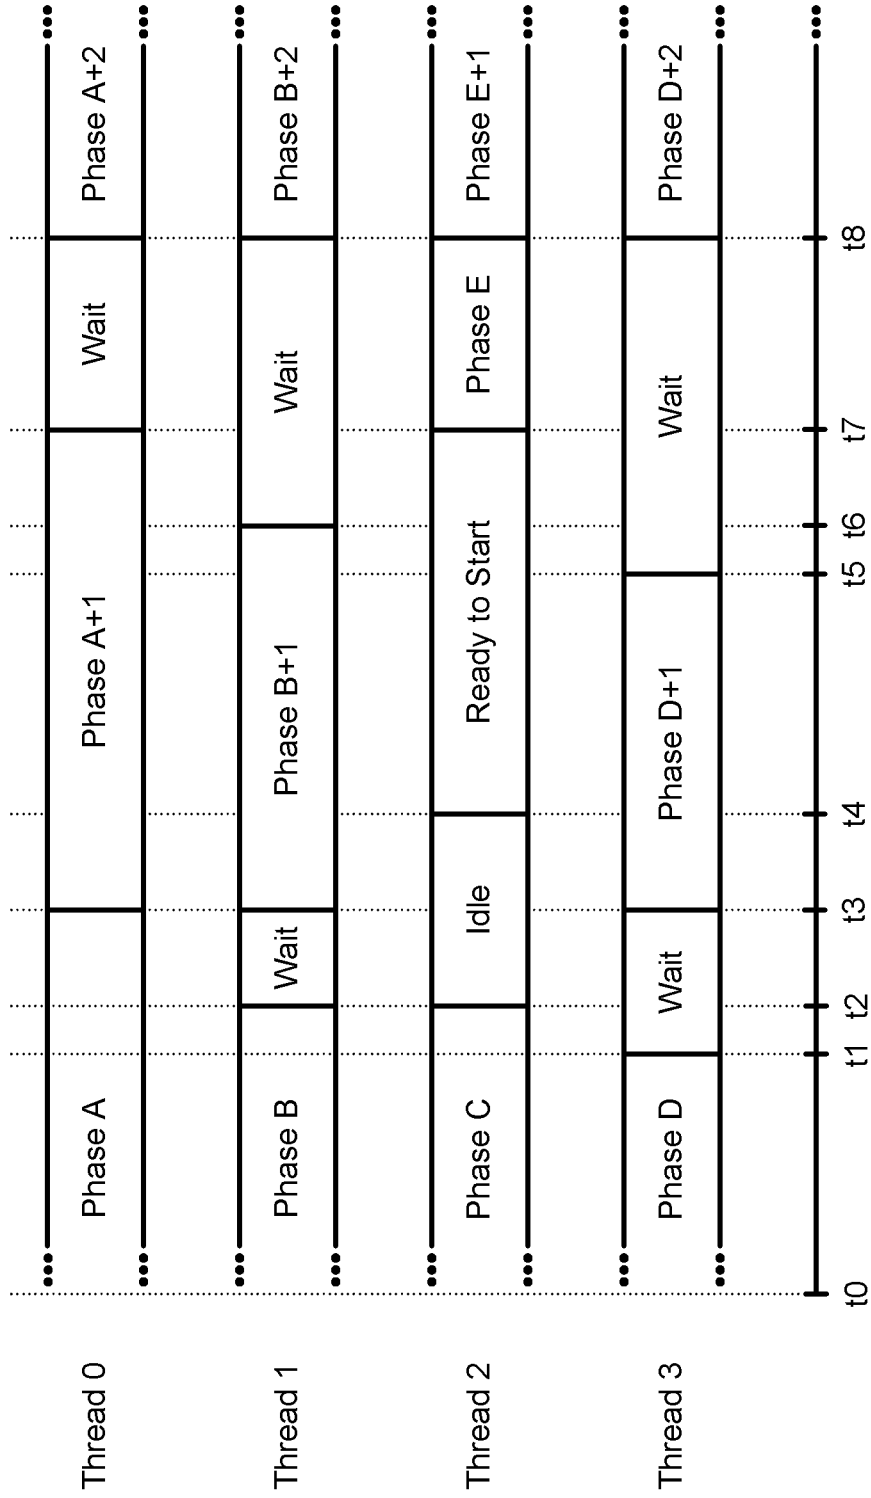 Thread 0
Phase A
Phase A+1
Wait
Phase A+2
Thread 1
Phase B
Wait
Phase B+1
Wait
Phase B+2
Thread 2
Phase C
Idle
Ready to Start
Phase E
Phase E+1
Thread 3
Phase D
Wait
Phase D+1
Wait
Phase D+2
t0 t1 t2 t3 t4 t5 t6 t7 t8